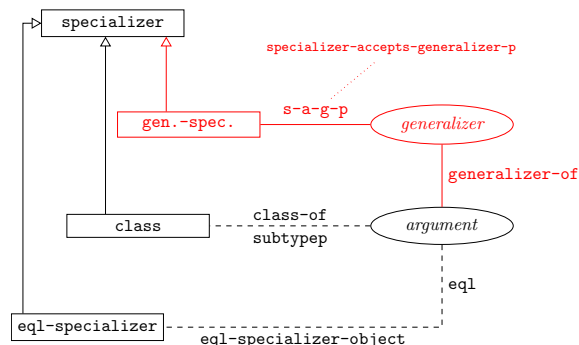 specializer
specializer-accepts-generalizer-p
s-a-g-p
gen.-spec.
generalizer
generalizer-of
class-of
class
argument
subtypep
eql
eql-specializer
eql-specializer-object